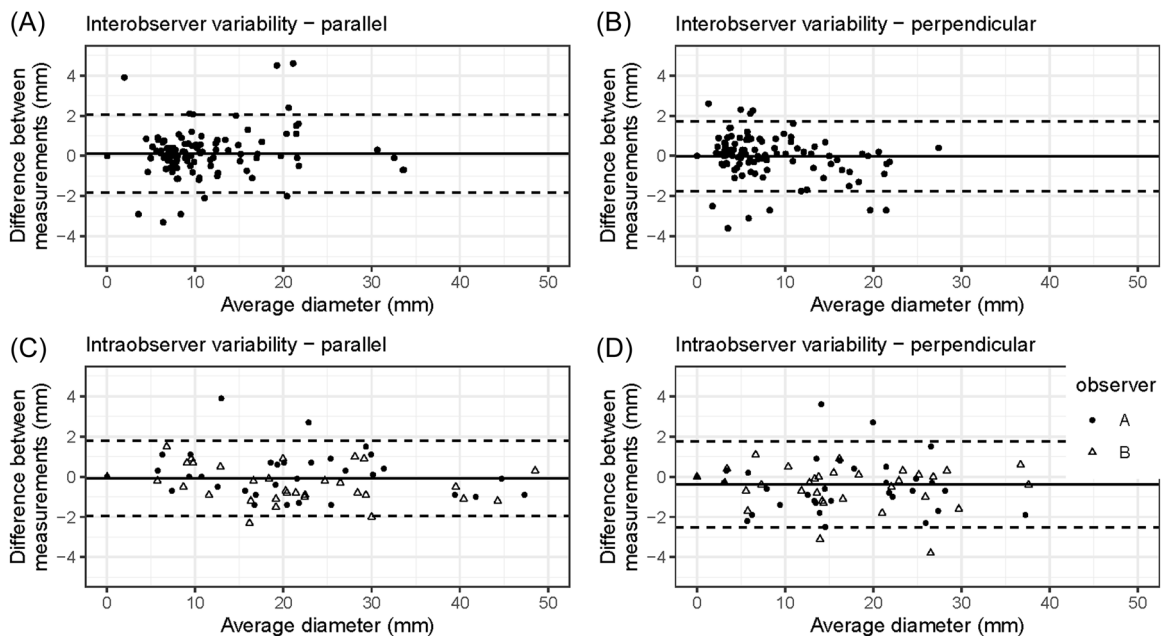 (A)
Interobserver variability − parallel
Difference between
measurements (mm)
4
2
0
−2
−4
0 10 20 30 40 50
Average diameter (mm)
(B)
Interobserver variability − perpendicular
Difference between
measurements (mm)
4
2
0
−2
−4
0 10 20 30 40 50
Average diameter (mm)
(C)
Intraobserver variability − parallel
Difference between
measurements (mm)
4
2
0
−2
−4
0 10 20 30 40 50
Average diameter (mm)
(D)
Intraobserver variability − perpendicular
Difference between
measurements (mm)
4
2
0
−2
−4
0 10 20 30 40 50
Average diameter (mm)
observer
A
B